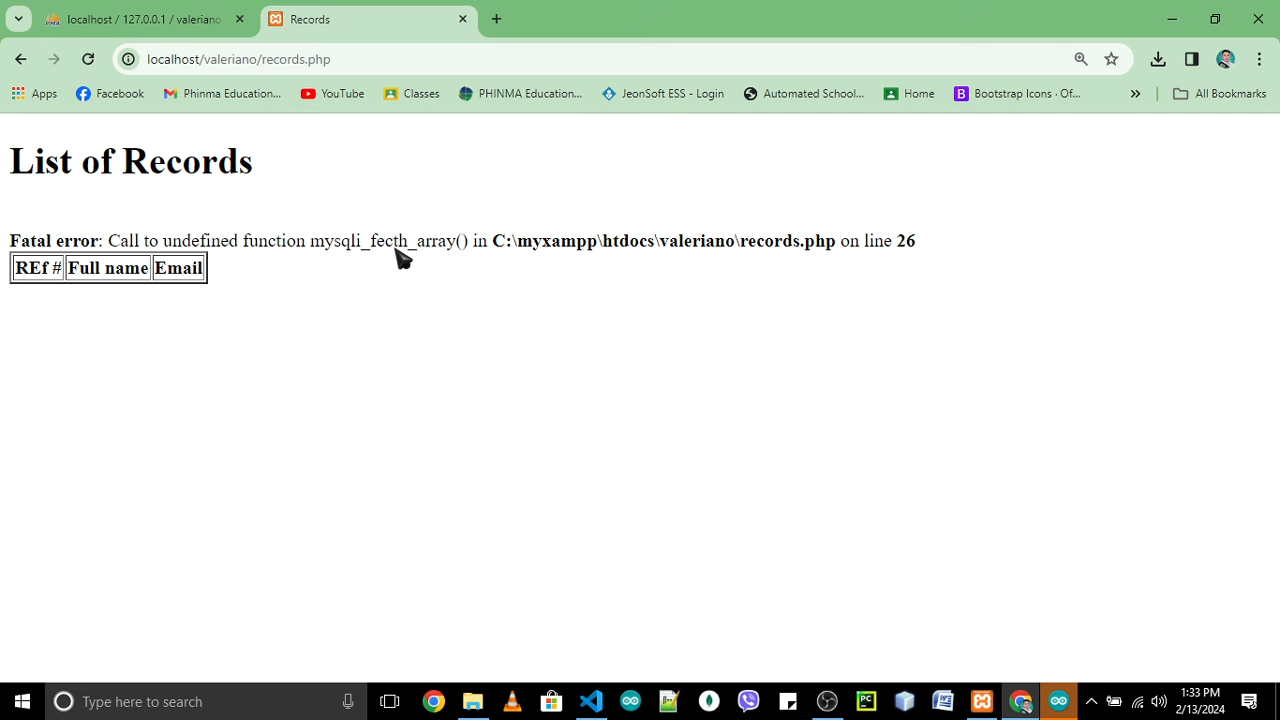 localhost / 127.0.0.1 / valeriano
Records
localhost/valeriano/records.php
Apps
Facebook
Phinma Education...
YouTube
Classes
PHINMA Education...
JeonSoft ESS - Login
Automated School...
Home
Bootstrap Icons · Of...
»
All Bookmarks
List of Records
Fatal error: Call to undefined function mysqli_fecth_array() in C:\myxampp\htdocs\valeriano\records.php on line 26
REf # Full name Email
Type here to search
1:33 PM
2/13/2024